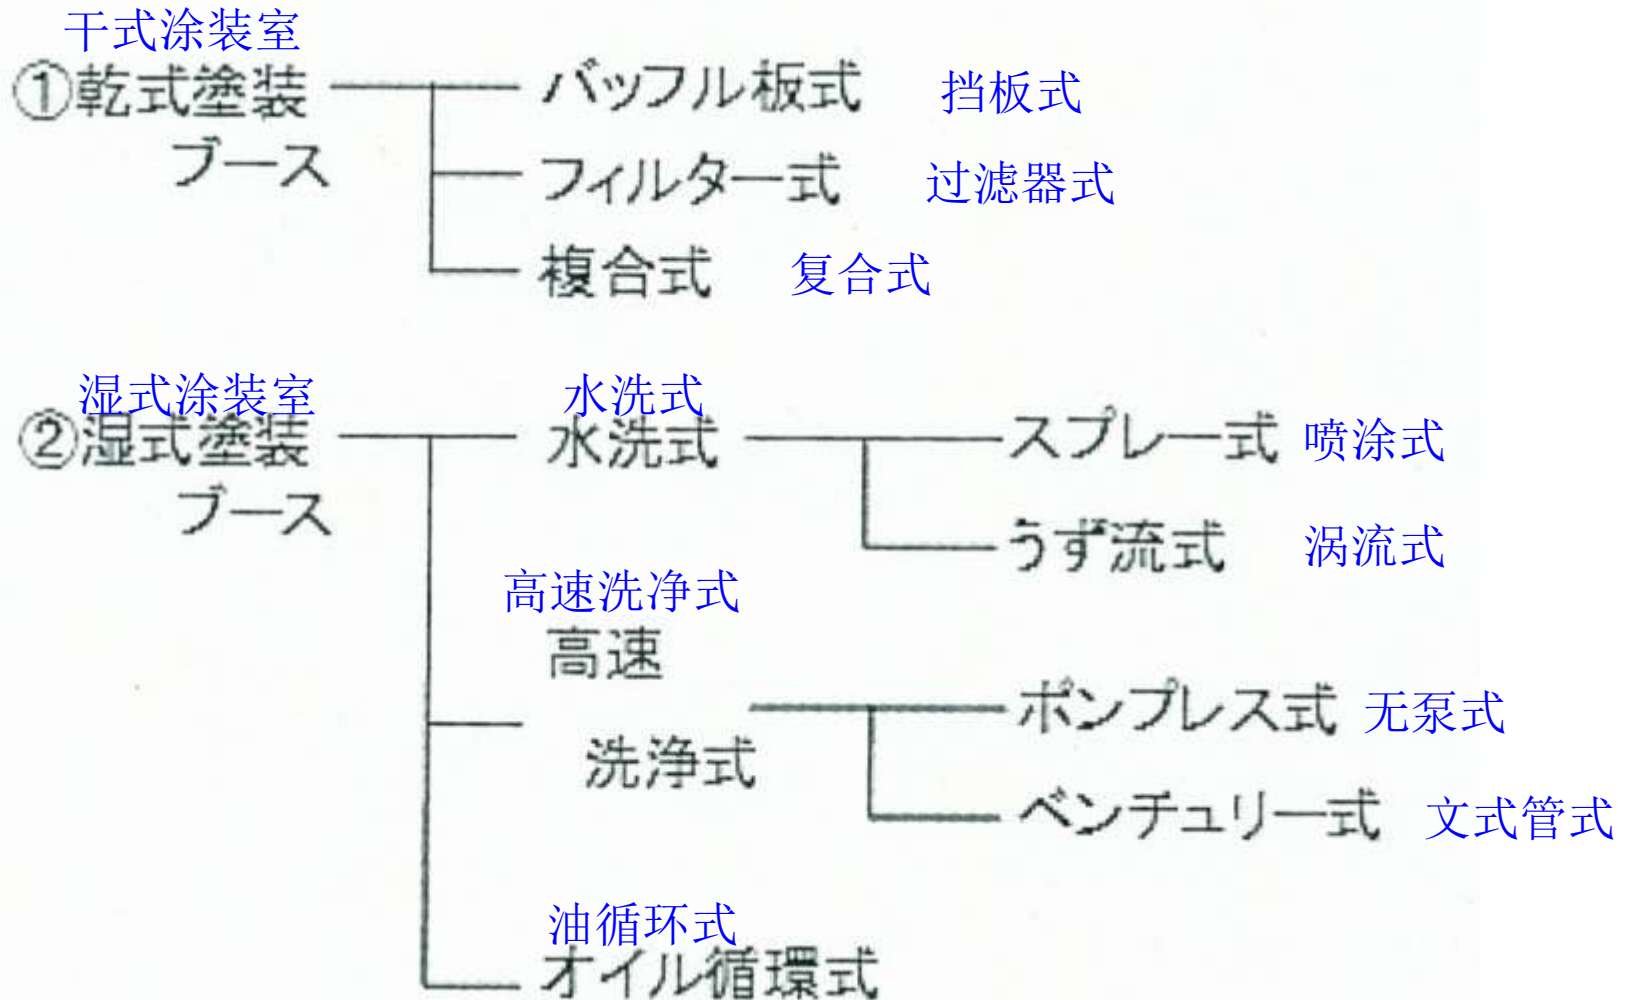 干式涂装室
①乾式塗装
ブース
バッフル板式 挡板式
フィルター式 过滤器式
複合式 复合式
湿式涂装室
②湿式塗装
ブース
水洗式
水洗式
スプレー式 喷涂式
うず流式 涡流式
高速洗净式
高速
洗浄式
ポンプレス式 无泵式
ベンチュリー式 文式管式
油循环式
オイル循環式